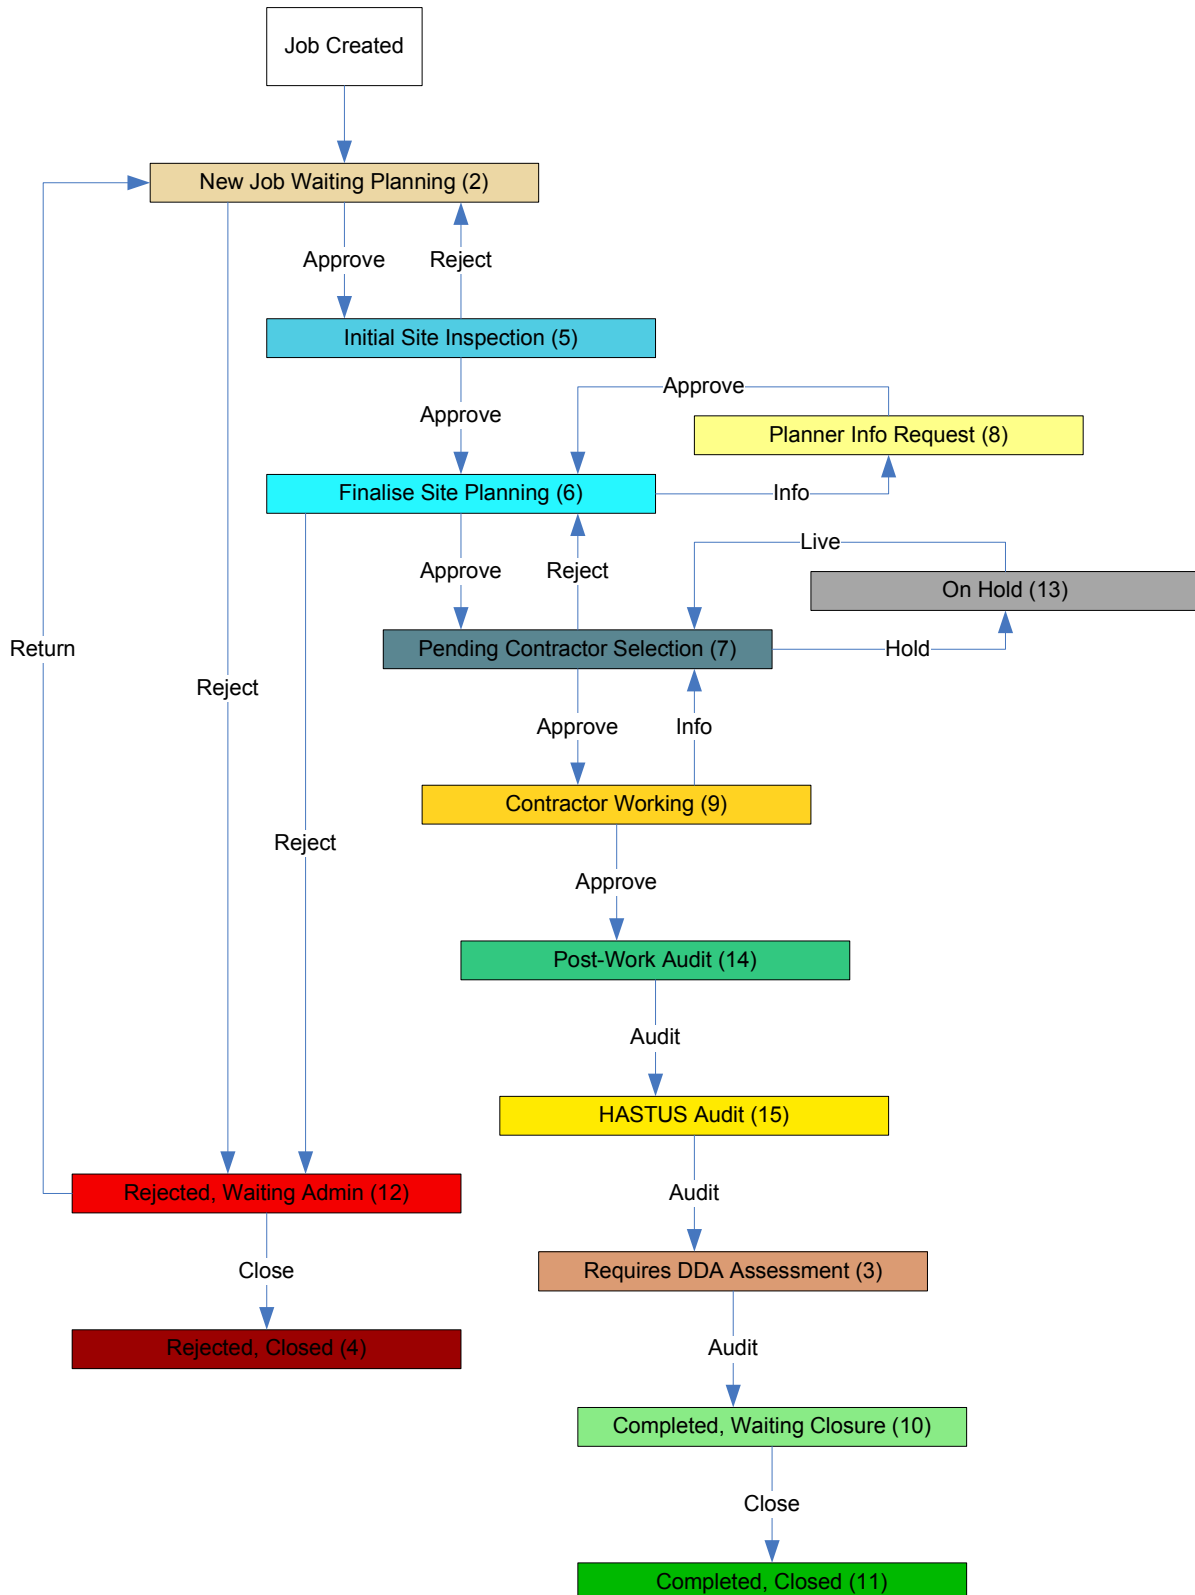 Job Created
New Job Waiting Planning (2)
Approve
Reject
Initial Site Inspection (5)
Approve
Approve
Planner Info Request (8)
Finalise Site Planning (6)
Info
Live
Approve
Reject
On Hold (13)
Return
Pending Contractor Selection (7)
Hold
Reject
Approve
Info
Contractor Working (9)
Reject
Approve
Post-Work Audit (14)
Audit
HASTUS Audit (15)
Rejected, Waiting Admin (12)
Audit
Close
Requires DDA Assessment (3)
Rejected, Closed (4)
Audit
Completed, Waiting Closure (10)
Close
Completed, Closed (11)